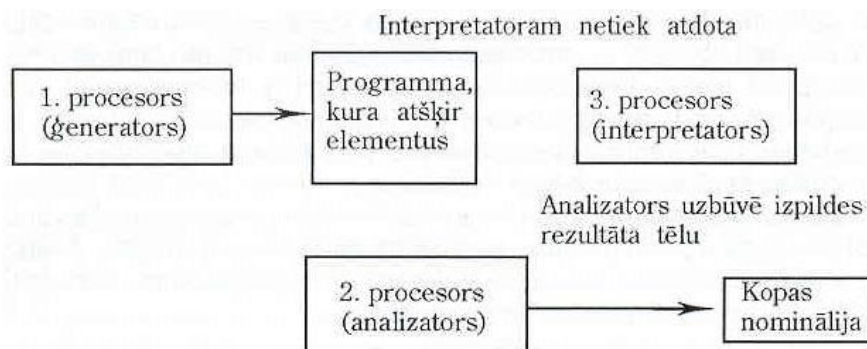 Interpretatoram netiek atdota
1. procesors
(ģenerators)
Programma,
kura atšķir
elementus
3. procesors
(interpretators)
Analizators uzbūvē izpildes
rezultāta tēlu
2. procesors
(analizators)
Kopas
nominālija